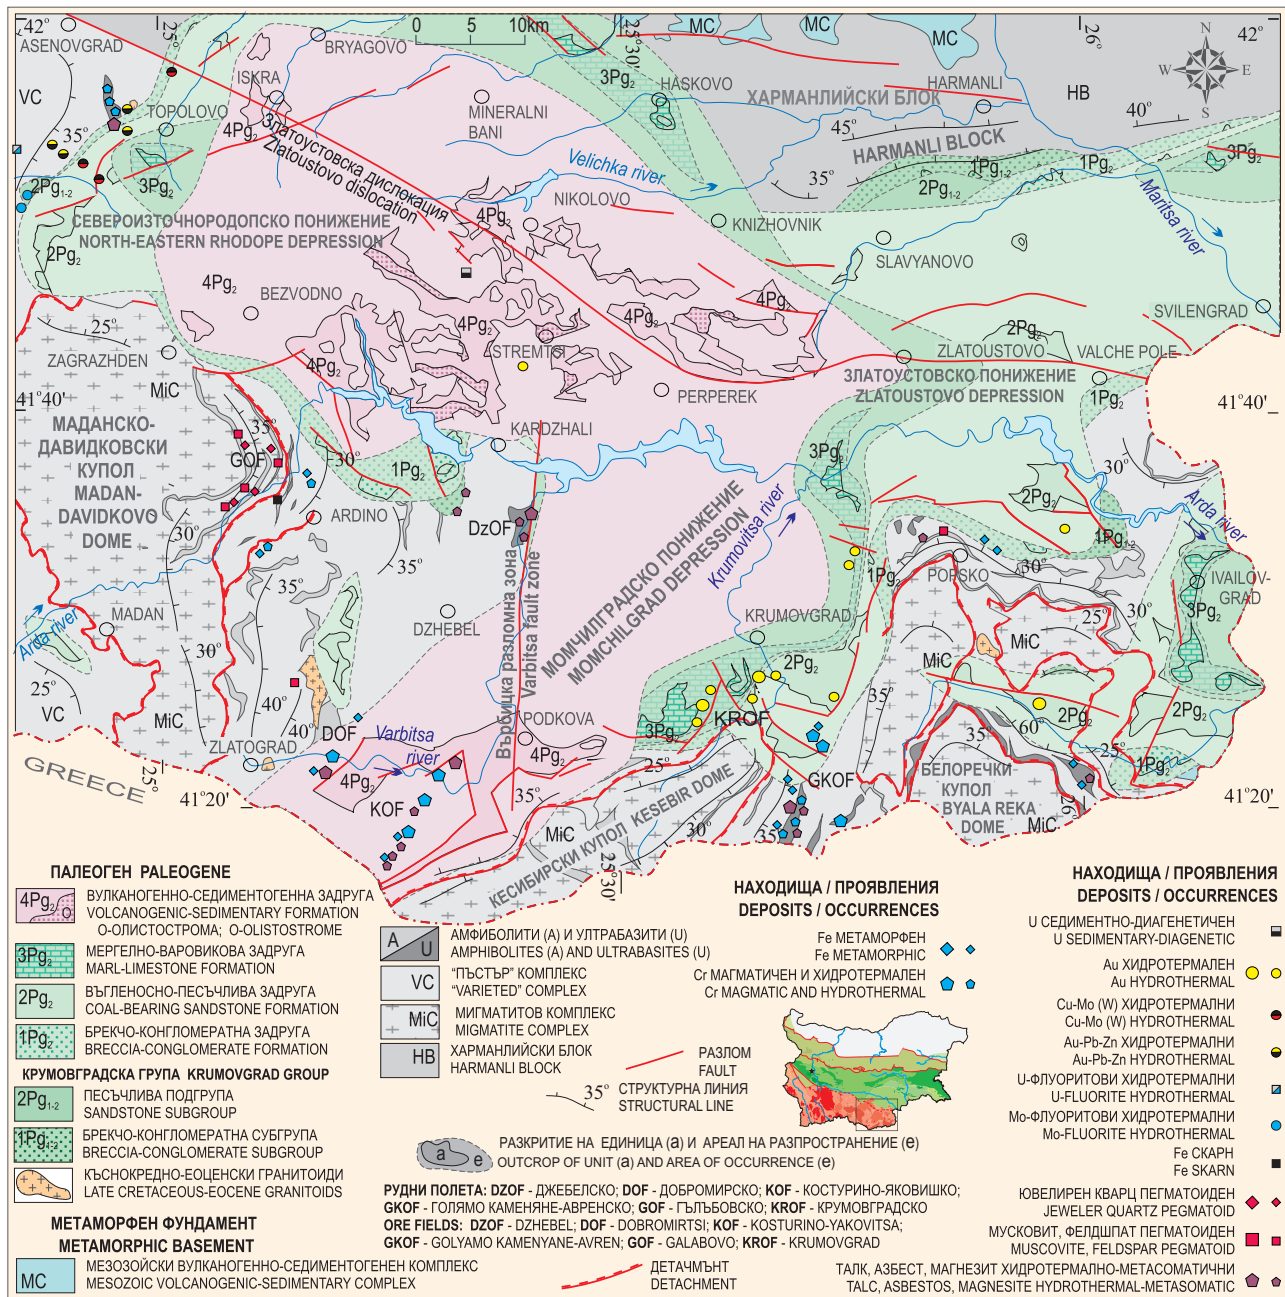 42°
25°
0 5 10km
25°30'
MC
MC
MC
26°
42°
N
W E
S
ASENOVGRAD
BRYAGOVO
ISKRA
3Pg₂
HASKOVO
HARMANLI
ХАРМАНЛИЙСКИ БЛОК
HB
VC
TOPOLOVO
4Pg₂
MINERALNI
BANI
45°
40°
HARMANLI BLOCK
35°
Златоустовска дислокация
Zlatoustovo dislocation
Velichka river
1Pg₁₋₂
1Pg₂
3Pg₂
2Pg₁₋₂
3Pg₂
2Pg₁₋₂
35°
NIKOLOVO
4Pg₂
KNIZHOVNIK
Maritsa river
СЕВЕРОИЗТОЧНОРОДОПСКО ПОНИЖЕНИЕ
NORTH-EASTERN RHODOPE DEPRESSION
2Pg₂
SLAVYANOVO
4Pg₂
BEZVODNO
4Pg₂
4Pg₂
4Pg₂
SVILENGRAD
25°
ZAGRAZHDEN
STREMTSI
2Pg₂
ZLATOUSTOVO
VALCHE POLE
4Pg₂
MiC
PERPEREK
ЗЛАТОУСТОВСКО ПОНИЖЕНИЕ
ZLATOUSTOVO DEPRESSION
1Pg₂
41°40'
41°40'
МАДАНСКО-
ДАВИДКОВСКИ
КУПОЛ
MADAN-
DAVIDKOVO
DOME
35°
GOF
30°
KARDZHALI
1Pg₂
3Pg₂
30°
2Pg₂
Arda river
ARDINO
DzOF
30°
35°
35°
Върбишка разломна зона
Varbitsa fault zone
МОМЧИЛГРАДСКО ПОНИЖЕНИЕ
MOMCHILGRAD DEPRESSION
Krumovitsa river
1Pg₁₋₂
1Pg₂
POPSKO
30°
IVAILOV-
GRAD
3Pg₂
MADAN
Arda river
DZHEBEL
KRUMOVGRAD
30°
25°
MiC
MiC
30°
25°
VC
MiC
40°
40°
35°
2Pg₂
2Pg₂
2Pg₂
60°
DOF
ZLATOGRAD
Varbitsa
river
PODKOVA
4Pg₂
3Pg₂
KROF
35°
25°
1Pg₂
GREECE
25°
41°20'
4Pg₂
KOF
35°
25°
MiC
КЕСИБИРСКИ КУПОЛ KESEBIR DOME
30°
25°30'
GKOF
35°
БЕЛОРЕЧКИ
КУПОЛ
BYALA REKA
DOME
26°
MiC
41°20'
ПАЛЕОГЕН PALEOGENE
4Pg₂ O
ВУЛКАНОГЕННО-СЕДИМЕНТОГЕННА ЗАДРУГА
VOLCANOGENIC-SEDIMENTARY FORMATION
О-ОЛИСТОСТРОМА; O-OLISTOSTROME
3Pg₂
МЕРГЕЛНО-ВАРОВИКОВА ЗАДРУГА
MARL-LIMESTONE FORMATION
2Pg₂
ВЪГЛЕНОСНО-ПЕСЪЧЛИВА ЗАДРУГА
COAL-BEARING SANDSTONE FORMATION
1Pg₂
БРЕКЧО-КОНГЛОМЕРАТНА ЗАДРУГА
BRECCIA-CONGLOMERATE FORMATION
КРУМОВГРАДСКА ГРУПА KRUMOVGRAD GROUP
2Pg₁₋₂
ПЕСЪЧЛИВА ПОДГРУПА
SANDSTONE SUBGROUP
1Pg₁₋₂
БРЕКЧО-КОНГЛОМЕРАТНА СУБГРУПА
BRECCIA-CONGLOMERATE SUBGROUP
КЪСНОКРЕДНО-ЕОЦЕНСКИ ГРАНИТОИДИ
LATE CRETACEOUS-EOCENE GRANITOIDS
МЕТАМОРФЕН ФУНДАМЕНТ
METAMORPHIC BASEMENT
MC
МЕЗОЗОЙСКИ ВУЛКАНОГЕННО-СЕДИМЕНТОГЕНЕН КОМПЛЕКС
MESOZOIC VOLCANOGENIC-SEDIMENTARY COMPLEX
A U
АМФИБОЛИТИ (А) И УЛТРАБАЗИТИ (U)
AMPHIBOLITES (A) AND ULTRABASITES (U)
VC
"ПЪСТЪР" КОМПЛЕКС
"VARIETED" COMPLEX
MiC
МИГМАТИТОВ КОМПЛЕКС
MIGMATITE COMPLEX
HB
ХАРМАНЛИЙСКИ БЛОК
HARMANLI BLOCK
РАЗЛОМ
FAULT
35°
СТРУКТУРНА ЛИНИЯ
STRUCTURAL LINE
a e
РАЗКРИТИЕ НА ЕДИНИЦА (a) И АРЕАЛ НА РАЗПРОСТРАНЕНИЕ (e)
OUTCROP OF UNIT (a) AND AREA OF OCCURRENCE (e)
РУДНИ ПОЛЕТА: DZOF - ДЖЕБЕЛСКО; DOF - ДОБРОМИРСКО; KOF - КОСТУРИНО-ЯКОВИШКО;
GKOF - ГОЛЯМО КАМЕНЯНЕ-АВРЕНСКО; GOF - ГЪЛЪБОВСКО; KROF - КРУМОВГРАДСКО
ORE FIELDS: DZOF - DZHEBEL; DOF - DOBROMIRTSI; KOF - KOSTURINO-YAKOVITSA;
GKOF - GOLYAMO KAMENYANE-AVREN; GOF - GALABOVO; KROF - KRUMOVGRAD
ДЕТАЧМЪНТ
DETACHMENT
НАХОДИЩА / ПРОЯВЛЕНИЯ
DEPOSITS / OCCURRENCES
Fe МЕТАМОРФЕН
Fe METAMORPHIC
Cr МАГМАТИЧЕН И ХИДРОТЕРМАЛЕН
Cr MAGMATIC AND HYDROTHERMAL
НАХОДИЩА / ПРОЯВЛЕНИЯ
DEPOSITS / OCCURRENCES
U СЕДИМЕНТНО-ДИАГЕНЕТИЧЕН
U SEDIMENTARY-DIAGENETIC
Au ХИДРОТЕРМАЛЕН
Au HYDROTHERMAL
Cu-Mo (W) ХИДРОТЕРМАЛНИ
Cu-Mo (W) HYDROTHERMAL
Au-Pb-Zn ХИДРОТЕРМАЛНИ
Au-Pb-Zn HYDROTHERMAL
U-ФЛУОРИТОВИ ХИДРОТЕРМАЛНИ
U-FLUORITE HYDROTHERMAL
Mo-ФЛУОРИТОВИ ХИДРОТЕРМАЛНИ
Mo-FLUORITE HYDROTHERMAL
Fe СКАРН
Fe SKARN
ЮВЕЛИРЕН КВАРЦ ПЕГМАТОИДЕН
JEWELER QUARTZ PEGMATOID
МУСКОВИТ, ФЕЛДШПАТ ПЕГМАТОИДЕН
MUSCOVITE, FELDSPAR PEGMATOID
ТАЛК, АЗБЕСТ, МАГНЕЗИТ ХИДРОТЕРМАЛНО-МЕТАСОМАТИЧНИ
TALC, ASBESTOS, MAGNESITE HYDROTHERMAL-METASOMATIC